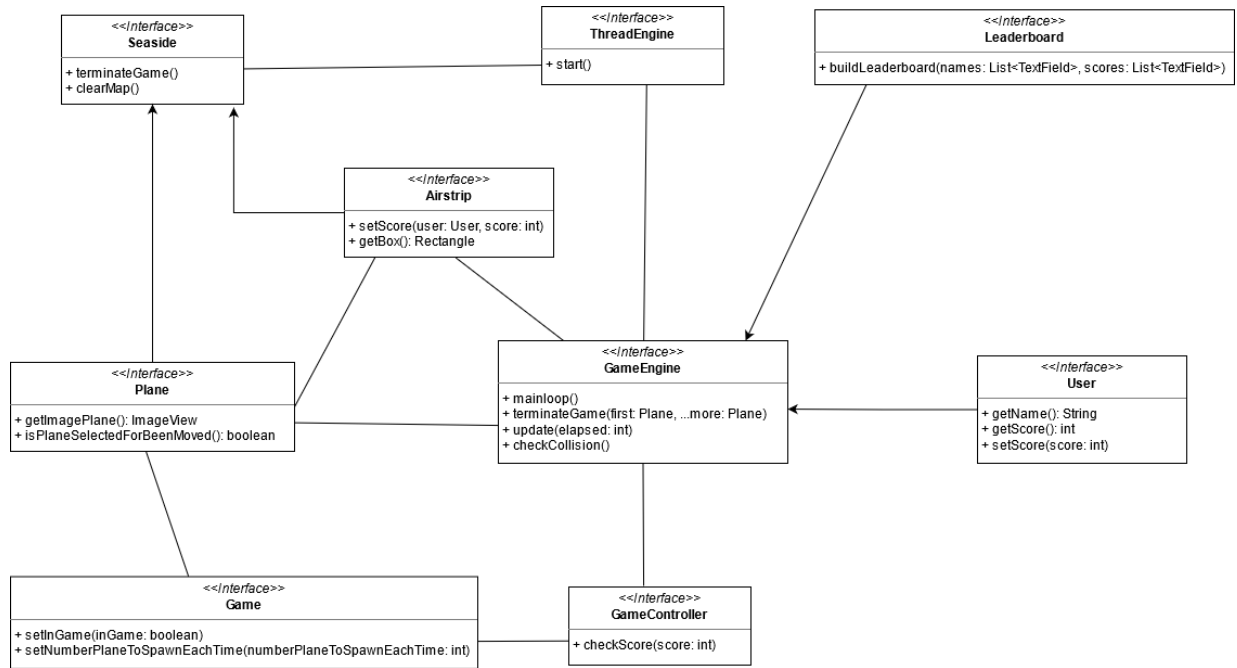 <<Interface>>
Seaside
+ terminateGame()
+ clearMap()
<<Interface>>
ThreadEngine
+ start()
<<Interface>>
Leaderboard
+ buildLeaderboard(names: List<TextField>, scores: List<TextField>)
<<Interface>>
Airstrip
+ setScore(user: User, score: int)
+ getBox(): Rectangle
<<Interface>>
Plane
+ getImagePlane(): ImageView
+ isPlaneSelectedForBeenMoved(): boolean
<<Interface>>
GameEngine
+ mainloop()
+ terminateGame(first: Plane, ...more: Plane)
+ update(elapsed: int)
+ checkCollision()
<<Interface>>
User
+ getName(): String
+ getScore(): int
+ setScore(score: int)
<<Interface>>
Game
+ setInGame(inGame: boolean)
+ setNumberPlaneToSpawnEachTime(numberPlaneToSpawnEachTime: int)
<<Interface>>
GameController
+ checkScore(score: int)